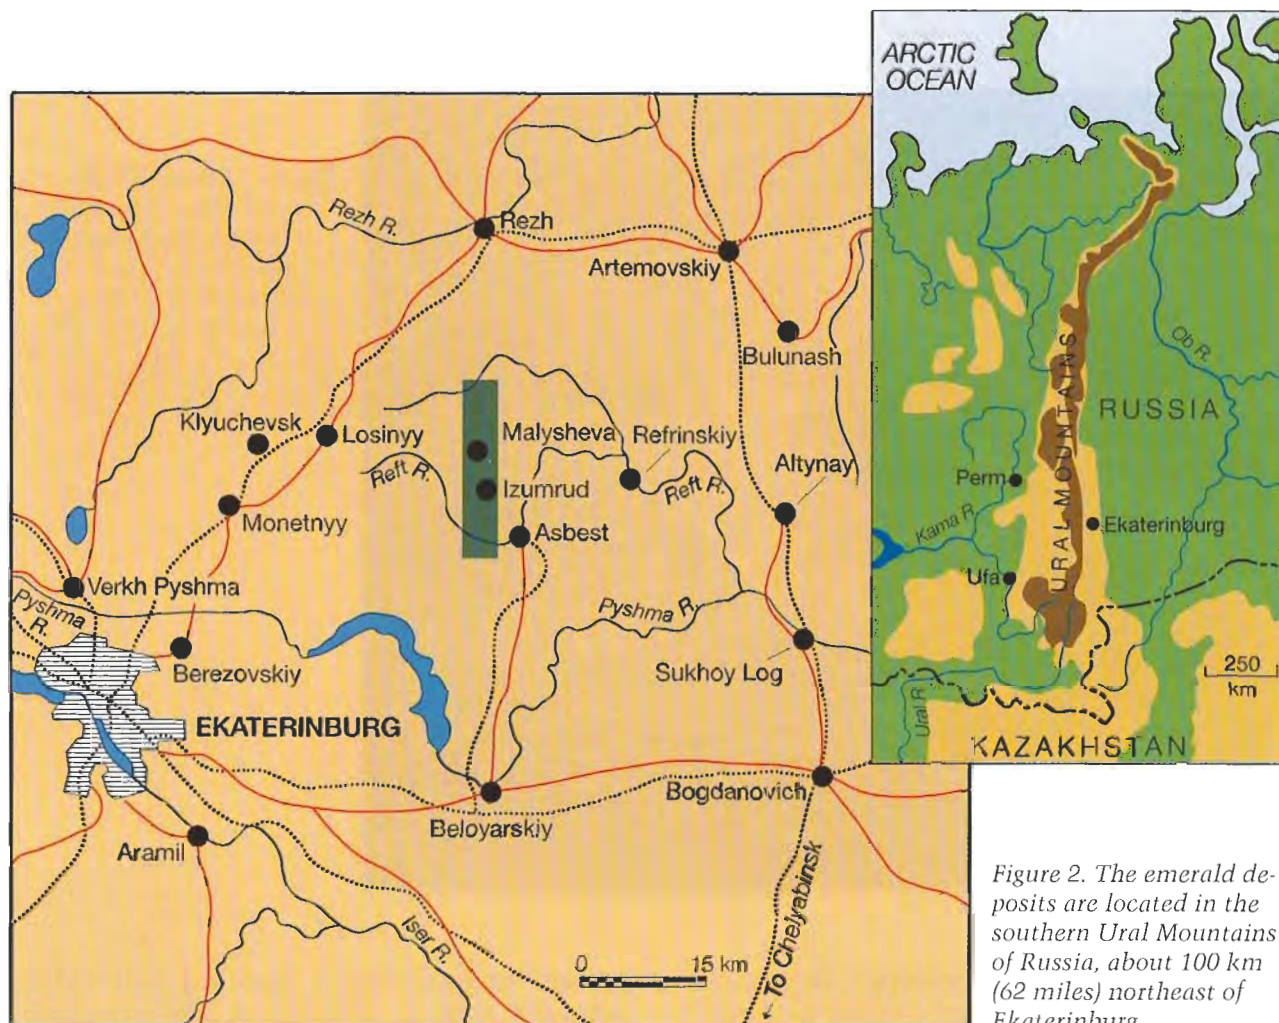 ARCTIC
OCEAN
RUSSIA
URAL MOUNTAINS
Ob R.
Perm
Kama R.
Ekaterinburg
Ufa
Ural R.
250
km
KAZAKHSTAN
Rezh R.
Rezh
Artemovskiy
Bulunash
Klyuchevsk
Losinyy
Malysheva
Refrinskiy
Altynay
Reft R.
Izumrud
Reft R.
Monetnyy
Asbest
Verkh Pyshma
Pyshma
R.
Pyshma R.
Berezovskiy
Sukhoy Log
EKATERINBURG
Bogdanovich
Beloyarskiy
Aramil
Iser R.
0 15 km
To Chelyabinsk
Figure 2. The emerald de-
posits are located in the
southern Ural Mountains
of Russia, about 100 km
(62 miles) northeast of
Ekaterinburg